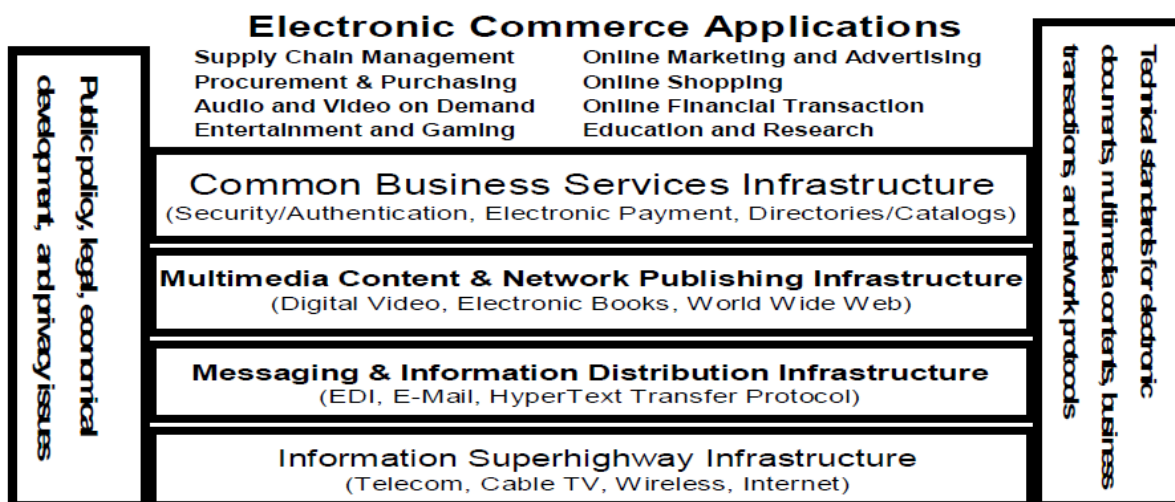 Electronic Commerce Applications
Supply Chain Management
Procurement & Purchasing
Audio and Video on Demand
Entertainment and Gaming
Online Marketing and Advertising
Online Shopping
Online Financial Transaction
Education and Research
Public policy, legal, economical
development, and privacy issues
Common Business Services Infrastructure
(Security/Authentication, Electronic Payment, Directories/Catalogs)
Multimedia Content & Network Publishing Infrastructure
(Digital Video, Electronic Books, World Wide Web)
Messaging & Information Distribution Infrastructure
(EDI, E-Mail, HyperText Transfer Protocol)
Information Superhighway Infrastructure
(Telecom, Cable TV, Wireless, Internet)
Technical standards for electronic
documents, multimedia contents, business
transactions, and network protocols